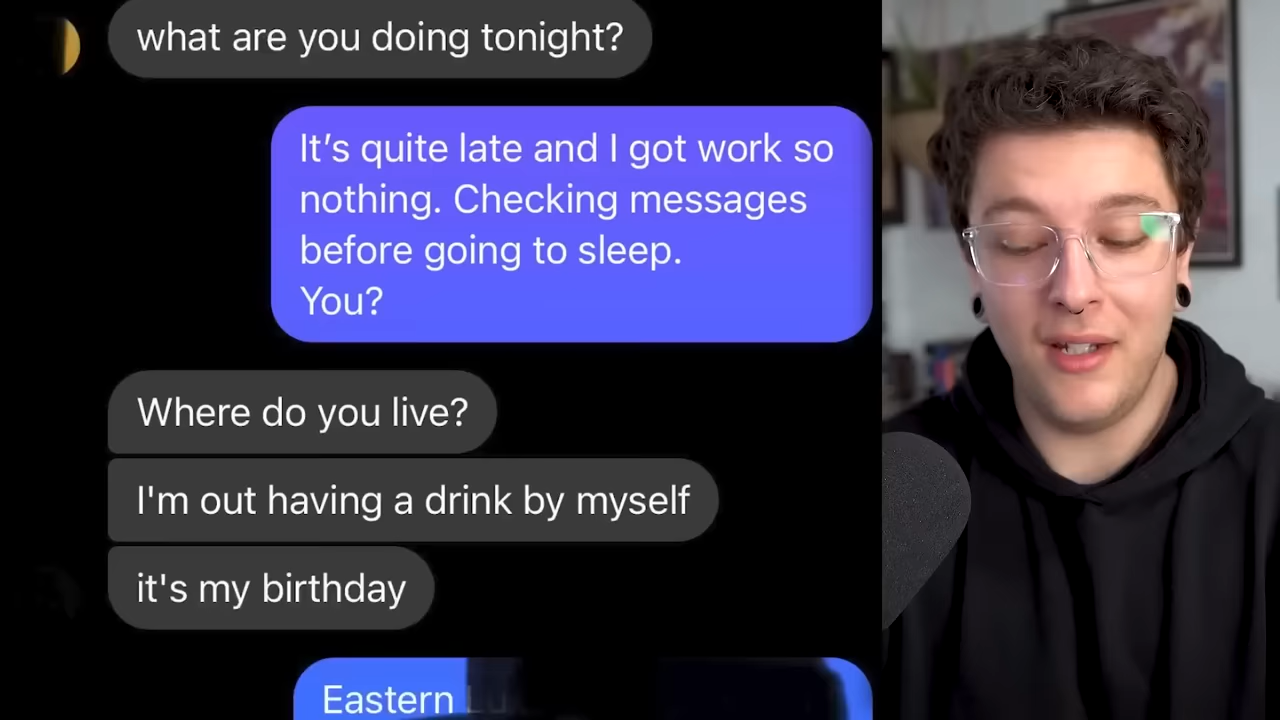 what are you doing tonight?
It’s quite late and I got work so
nothing. Checking messages
before going to sleep.
You?
Where do you live?
I'm out having a drink by myself
it's my birthday
Eastern